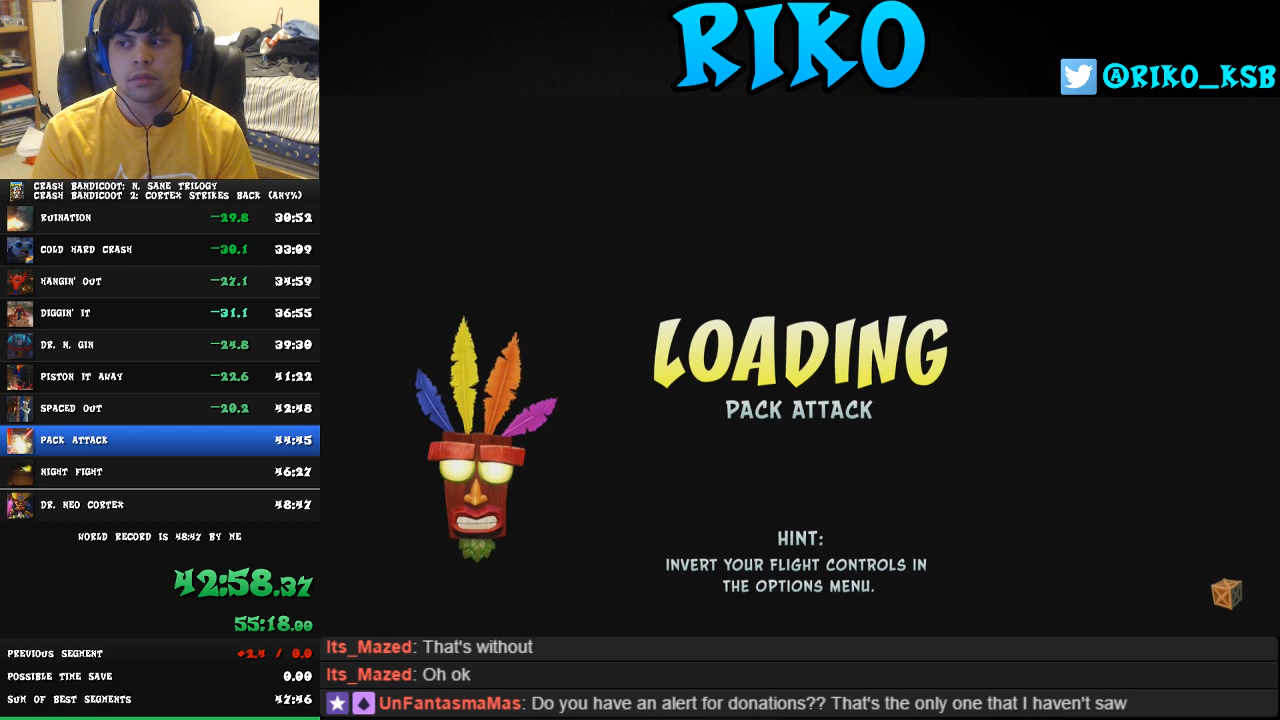 RIKO
@RIKO_KSB
CRASH BANDICOOT: N. SANE TRILOGY
CRASH BANDICOOT 2: CORTEX STRIKES BACK (ANY%)
RUINATION −29.8 30:52
COLD HARD CRASH −30.1 33:09
HANGIN' OUT −27.1 34:59
DIGGIN' IT −31.1 36:55
DR. N. GIN −24.8 39:30
PISTON IT AWAY −22.6 41:22
SPACED OUT −20.2 42:48
PACK ATTACK 44:45
NIGHT FIGHT 46:27
DR. NEO CORTEX 48:47
WORLD RECORD IS 48:47 BY ME
42:58.37
55:18.00
PREVIOUS SEGMENT +2.4 / 0.0
POSSIBLE TIME SAVE 0.00
SUM OF BEST SEGMENTS 47:46
LOADING
PACK ATTACK
HINT:
INVERT YOUR FLIGHT CONTROLS IN
THE OPTIONS MENU.
Its_Mazed: That's without
Its_Mazed: Oh ok
UnFantasmaMas: Do you have an alert for donations?? That's the only one that I haven't saw